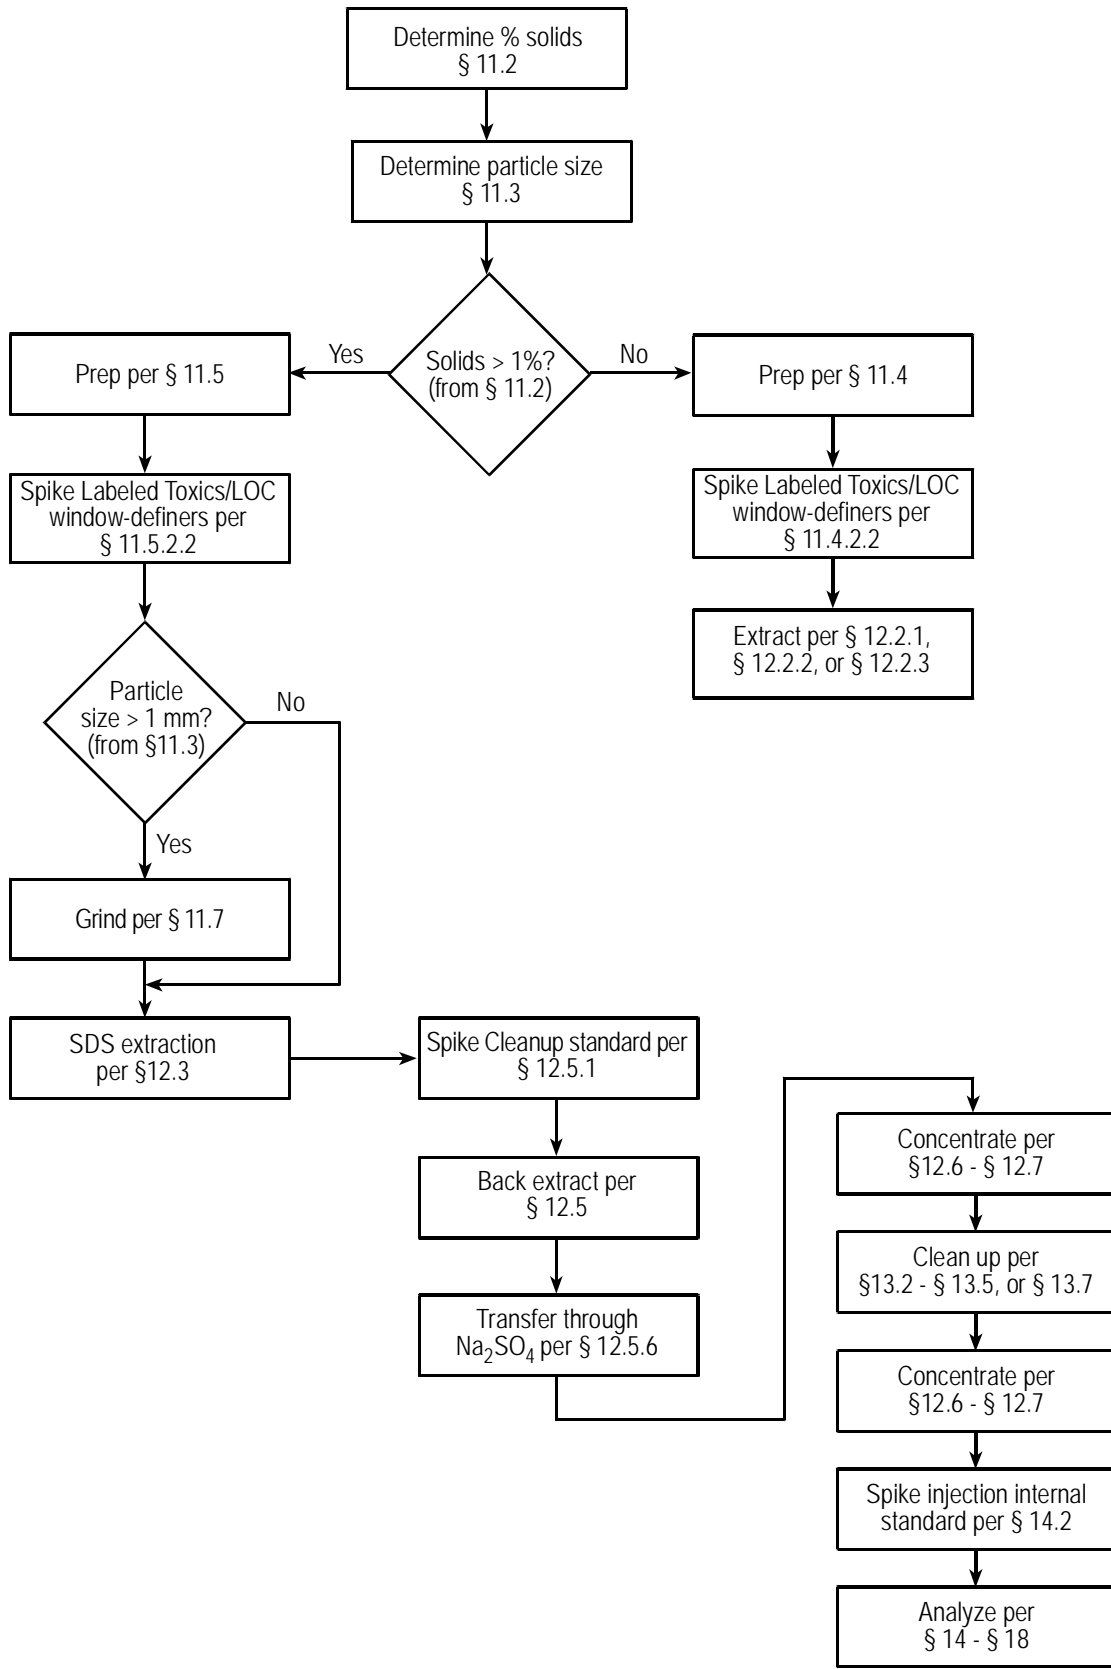 Determine % solids
§ 11.2
Determine particle size
§ 11.3
Solids > 1%?
(from § 11.2)
Yes
No
Prep per § 11.5
Prep per § 11.4
Spike Labeled Toxics/LOC
window-definers per
§ 11.5.2.2
Spike Labeled Toxics/LOC
window-definers per
§ 11.4.2.2
Extract per § 12.2.1,
§ 12.2.2, or § 12.2.3
Particle
size > 1 mm?
(from §11.3)
No
Yes
Grind per § 11.7
SDS extraction
per §12.3
Spike Cleanup standard per
§ 12.5.1
Back extract per
§ 12.5
Transfer through
Na₂SO₄ per § 12.5.6
Concentrate per
§12.6 - § 12.7
Clean up per
§13.2 - § 13.5, or § 13.7
Concentrate per
§12.6 - § 12.7
Spike injection internal
standard per § 14.2
Analyze per
§ 14 - § 18